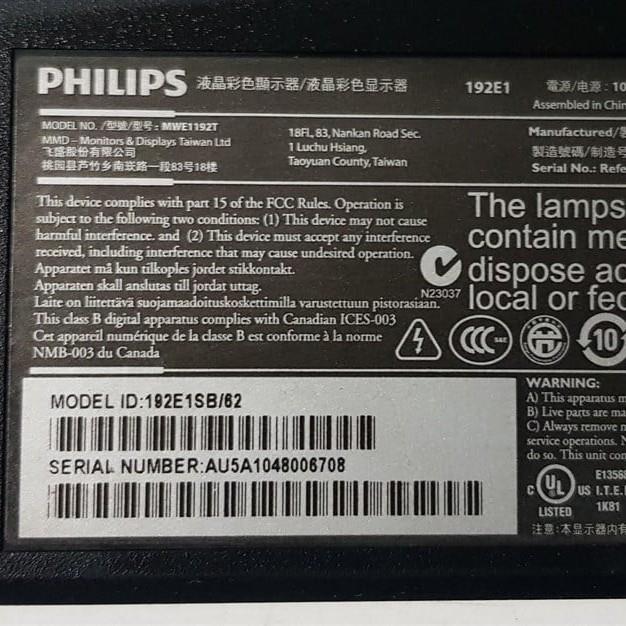 PHILIPS 液晶彩色顯示器/液晶彩色显示器 192E1 電源/电源: 10
Assembled in Chin
MODEL NO. /型號/型号: MWE1192T
MMD – Monitors & Displays Taiwan Ltd
飞盛股份有限公司
桃园县芦竹乡南崁路一段83号18楼
18FL, 83, Nankan Road Sec.
1 Luchu Hsiang,
Taoyuan County, Taiwan
Manufactured/
製造號碼/制造号
Serial No.: Refe
This device complies with part 15 of the FCC Rules. Operation is
subject to the following two conditions: (1) This device may not cause
harmful interference. and (2) This device must accept any interference
received, including interference that may cause undesired operation.
Apparatet må kun tilkoples jordet stikkontakt.
Apparaten skall anslutas till jordat uttag.
Laite on liitettävä suojamaadoituskoskettimilla varustettuun pistorasiaan.
This class B digital apparatus complies with Canadian ICES-003
Cet appareil numérique de la classe B est conforme à la norme
NMB-003 du Canada
N23037
The lamps
contain me
dispose ac
local or fed
CCC S&E
10
MODEL ID:192E1SB/62
SERIAL NUMBER:AU5A1048006708
WARNING:
A) This apparatus m
B) Live parts are ma
C) Always remove n
service operations. N
do so. This unit con
C UL US LISTED
E1356
I.T.E.
1K81
注意:本显示器内有